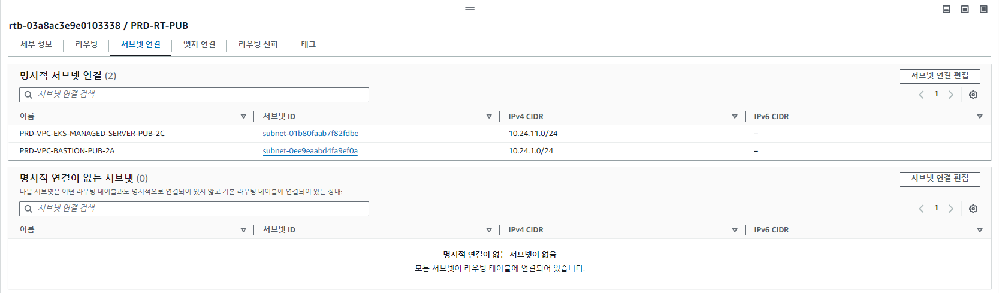 rtb-03a8ac3e9e0103338 / PRD-RT-PUB
세부 정보 라우팅 서브넷 연결 엣지 연결 라우팅 전파 태그
명시적 서브넷 연결 (2) 서브넷 연결 편집
서브넷 연결 검색 1
이름 서브넷 ID IPv4 CIDR IPv6 CIDR
PRD-VPC-EKS-MANAGED-SERVER-PUB-2C subnet-01b80faab7f82fdbe 10.24.11.0/24 –
PRD-VPC-BASTION-PUB-2A subnet-0ee9eaabd4fa9ef0a 10.24.1.0/24 –
명시적 연결이 없는 서브넷 (0) 서브넷 연결 편집
다음 서브넷은 어떤 라우팅 테이블과도 명시적으로 연결되어 있지 않고 기본 라우팅 테이블에 연결되어 있는 상태:
서브넷 연결 검색 1
이름 서브넷 ID IPv4 CIDR IPv6 CIDR
명시적 연결이 없는 서브넷이 없음
모든 서브넷이 라우팅 테이블에 연결되어 있습니다.